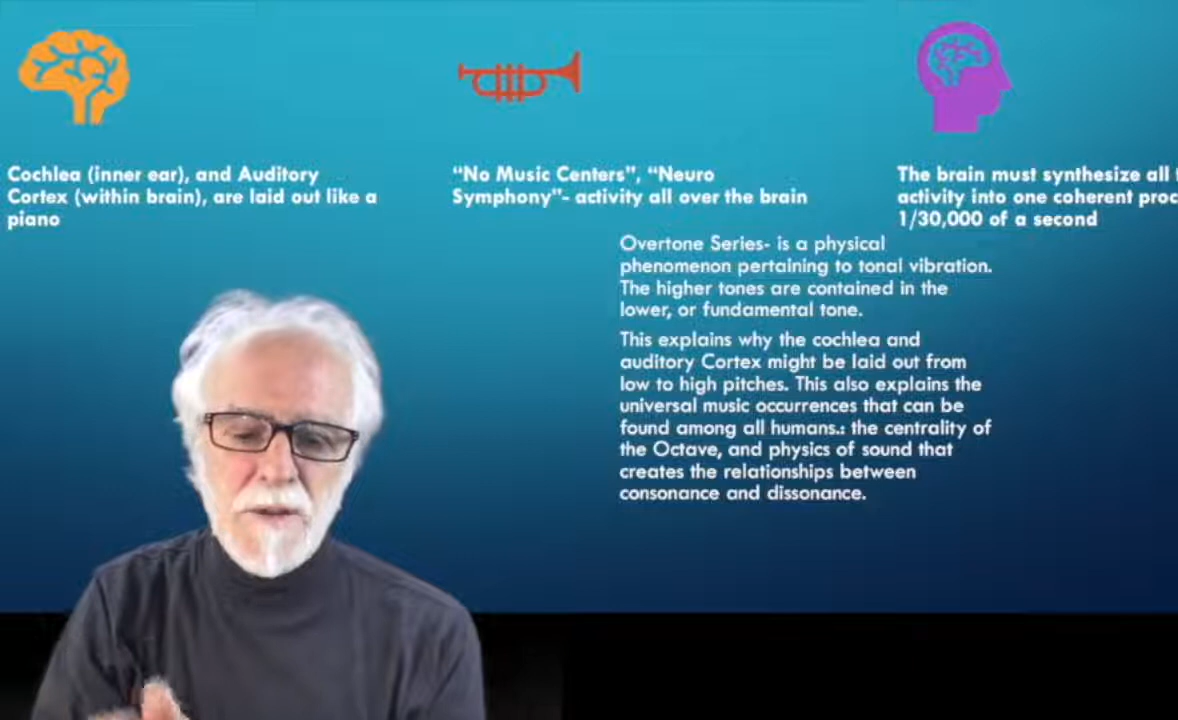 Cochlea (inner ear), and Auditory
Cortex (within brain), are laid out like a
piano
“No Music Centers”, “Neuro
Symphony”- activity all over the brain
The brain must synthesize all
activity into one coherent
1/30,000 of a second
Overtone Series- is a physical
phenomenon pertaining to tonal vibration.
The higher tones are contained in the
lower, or fundamental tone.
This explains why the cochlea and
auditory Cortex might be laid out from
low to high pitches. This also explains the
universal music occurrences that can be
found among all humans.: the centrality of
the Octave, and physics of sound that
creates the relationships between
consonance and dissonance.